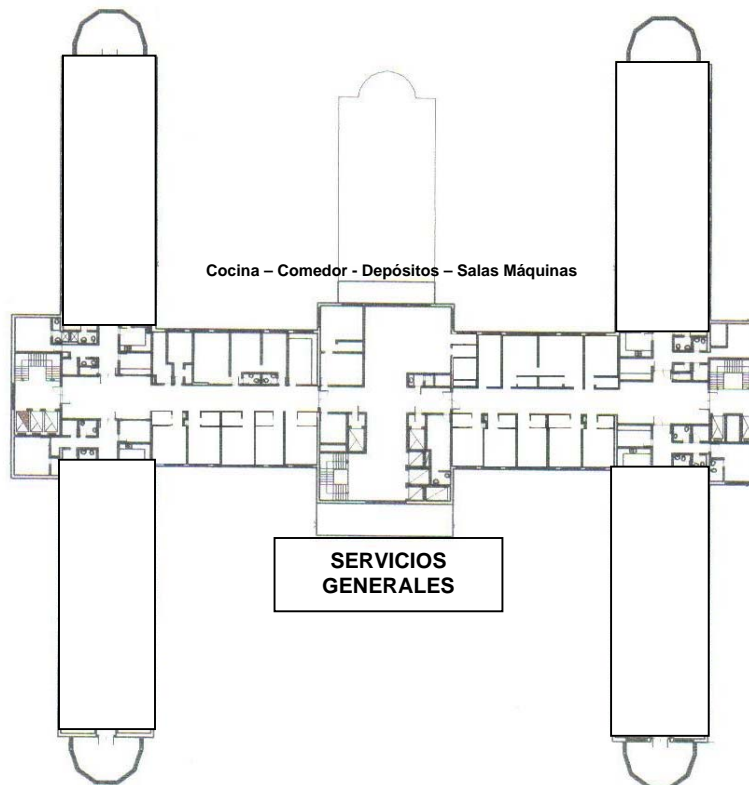 Cocina – Comedor - Depósitos – Salas Máquinas
SERVICIOS
GENERALES